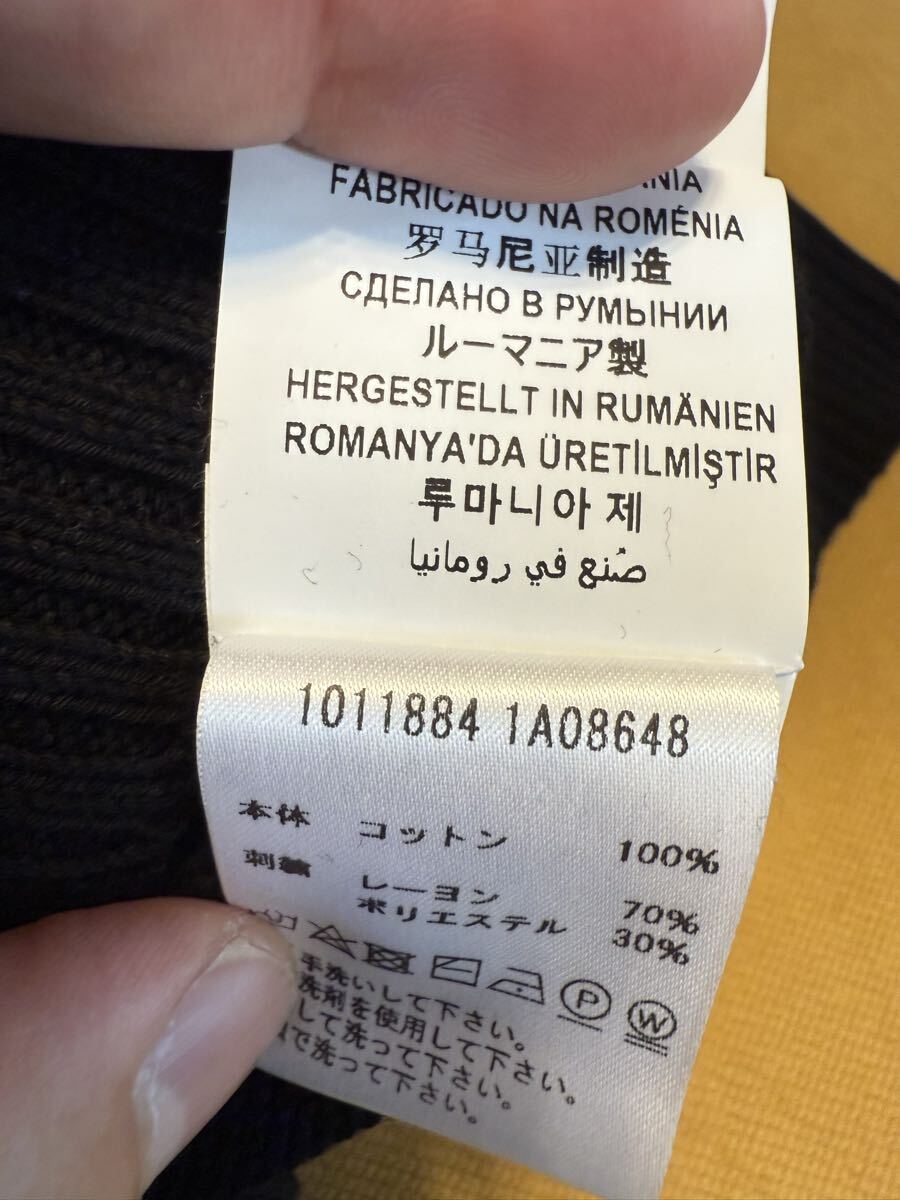 FABRICADO NA ROMÉNIA
罗马尼亚制造
СДЕЛАНО В РУМЫНИИ
ルーマニア製
HERGESTELLT IN RUMÄNIEN
ROMANYA'DA ÜRETİLMİŞTİR
루마니아 제
صُنع في رومانيا
1011884 1A08648
本体 コットン 100%
刺繍 レーヨン 70%
ポリエステル 30%
P
W
手洗いして下さい。
洗剤を使用して下さい。
して洗って下さい。
で洗って下さい。